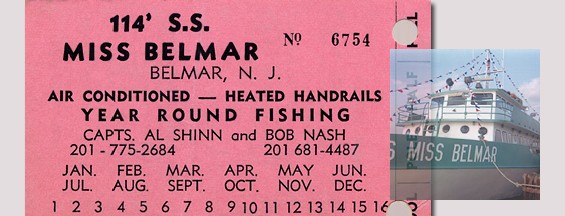 114' S.S.
MISS BELMAR
Nº 6754
BELMAR, N. J.
AIR CONDITIONED — HEATED HANDRAILS
YEAR ROUND FISHING
CAPTS. AL SHINN and BOB NASH
201 - 775-2684 201 681-4487
JAN. FEB. MAR. APR. MAY JUN.
JUL. AUG. SEPT. OCT. NOV. DEC.
1 2 3 4 5 6 7 8 9 10 11 12 13 14 15 16
MISS BELMAR